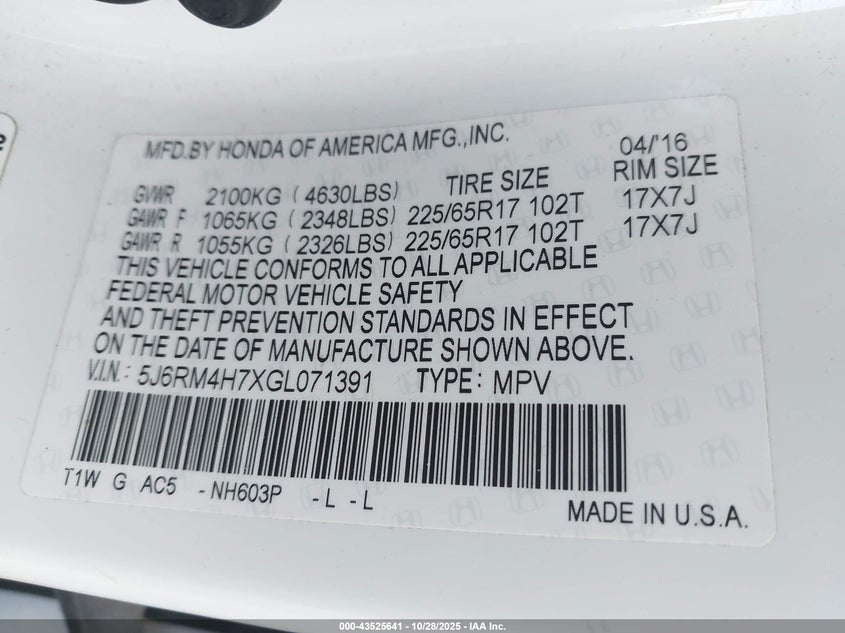 MFD.BY HONDA OF AMERICA MFG.,INC. 04/'16
GVWR 2100KG ( 4630LBS) TIRE SIZE RIM SIZE
GAWR F 1065KG ( 2348LBS) 225/65R17 102T 17X7J
GAWR R 1055KG ( 2326LBS) 225/65R17 102T 17X7J
THIS VEHICLE CONFORMS TO ALL APPLICABLE
FEDERAL MOTOR VEHICLE SAFETY
AND THEFT PREVENTION STANDARDS IN EFFECT
ON THE DATE OF MANUFACTURE SHOWN ABOVE.
V.I.N.: 5J6RM4H7XGL071391 TYPE: MPV
T1W G AC5 -NH603P -L -L
MADE IN U.S.A.
000-43525641 | 10/28/2025 - IAA Inc.